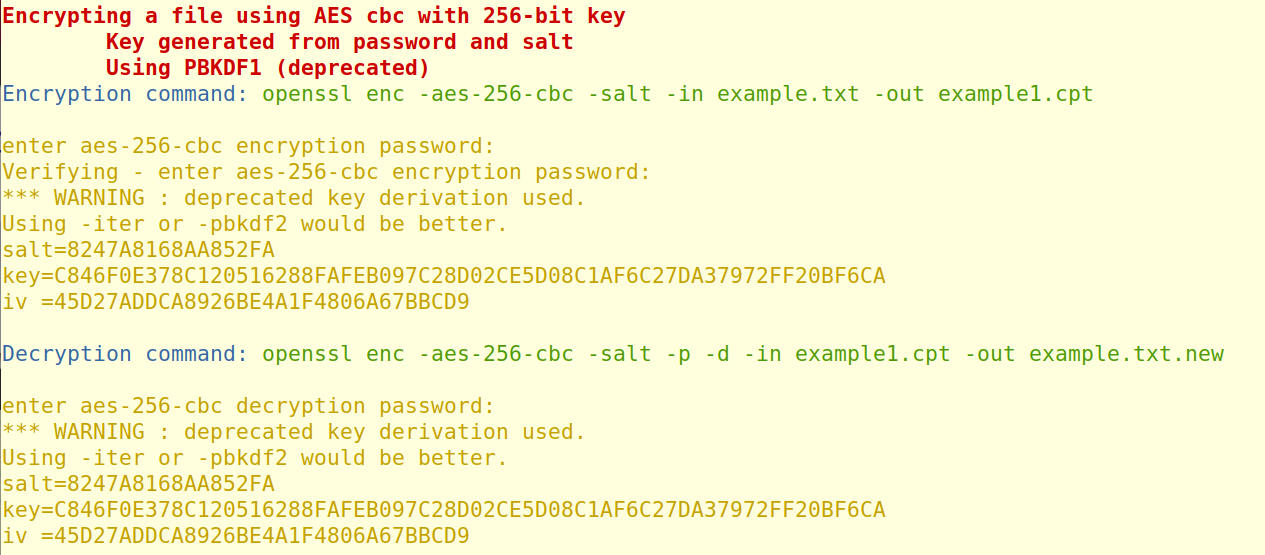 Encrypting a file using AES cbc with 256-bit key
Key generated from password and salt
Using PBKDF1 (deprecated)
Encryption command: openssl enc -aes-256-cbc -salt -in example.txt -out example1.cpt
enter aes-256-cbc encryption password:
Verifying - enter aes-256-cbc encryption password:
*** WARNING : deprecated key derivation used.
Using -iter or -pbkdf2 would be better.
salt=8247A8168AA852FA
key=C846F0E378C120516288FAFEB097C28D02CE5D08C1AF6C27DA37972FF20BF6CA
iv =45D27ADDCA8926BE4A1F4806A67BBCD9
Decryption command: openssl enc -aes-256-cbc -salt -p -d -in example1.cpt -out example.txt.new
enter aes-256-cbc decryption password:
*** WARNING : deprecated key derivation used.
Using -iter or -pbkdf2 would be better.
salt=8247A8168AA852FA
key=C846F0E378C120516288FAFEB097C28D02CE5D08C1AF6C27DA37972FF20BF6CA
iv =45D27ADDCA8926BE4A1F4806A67BBCD9